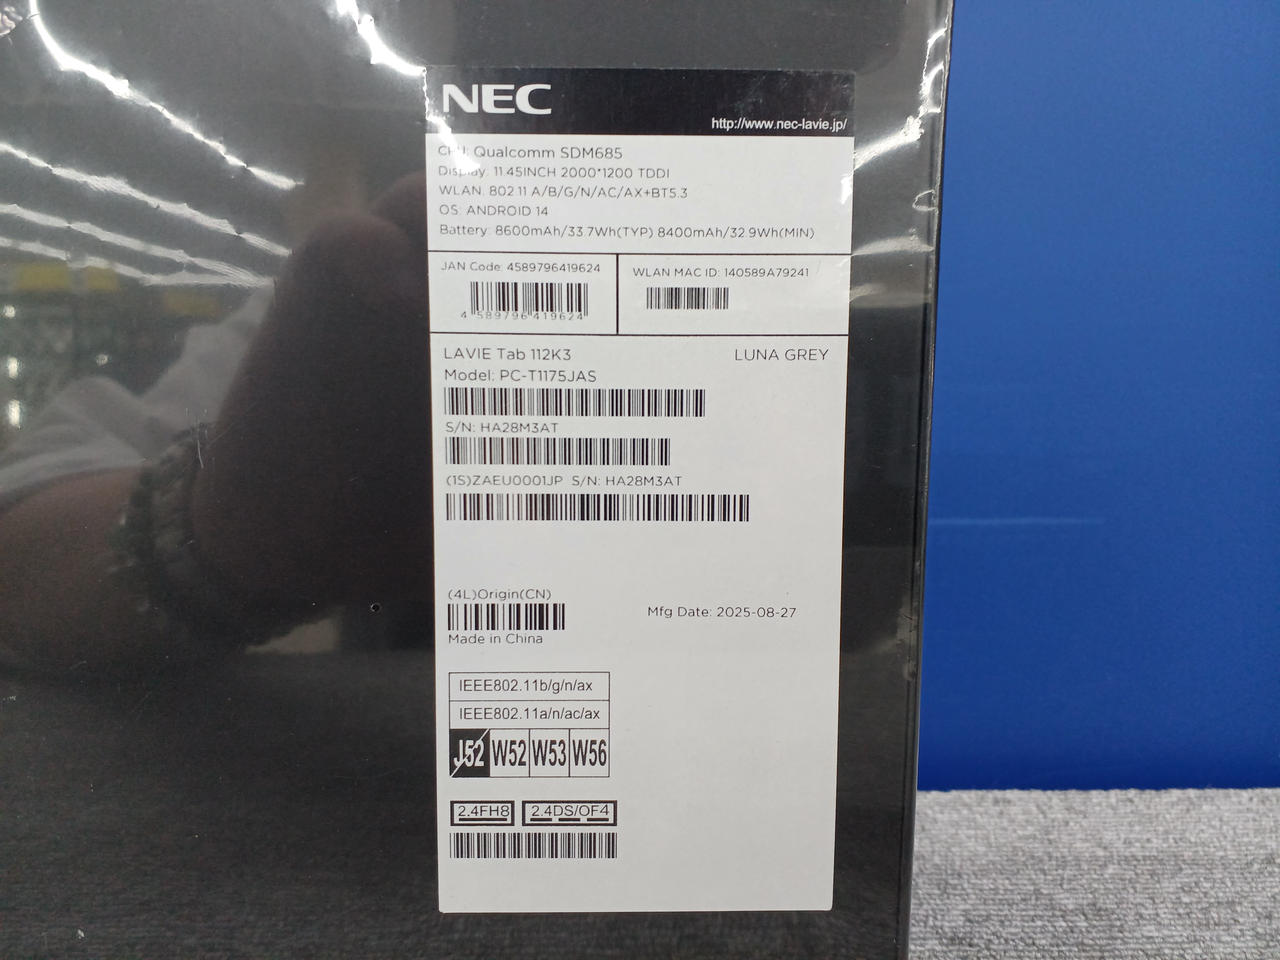 NEC
http://www.nec-lavie.jp/
CPU: Qualcomm SDM685
Display: 11.45INCH 2000*1200 TDDI
WLAN: 802.11 A/B/G/N/AC/AX+BT5.3
OS: ANDROID 14
Battery: 8600mAh/33.7Wh(TYP) 8400mAh/32.9Wh(MIN)
JAN Code: 4589796419624
4 589796 419624
WLAN MAC ID: 140589A79241
LAVIE Tab 112K3
LUNA GREY
Model: PC-T1175JAS
S/N: HA28M3AT
(1S)ZAEU0001JP S/N: HA28M3AT
(4L)Origin(CN)
Mfg Date: 2025-08-27
Made in China
IEEE802.11b/g/n/ax
IEEE802.11a/n/ac/ax
J52 W52 W53 W56
2.4FH8 2.4DS/OF4